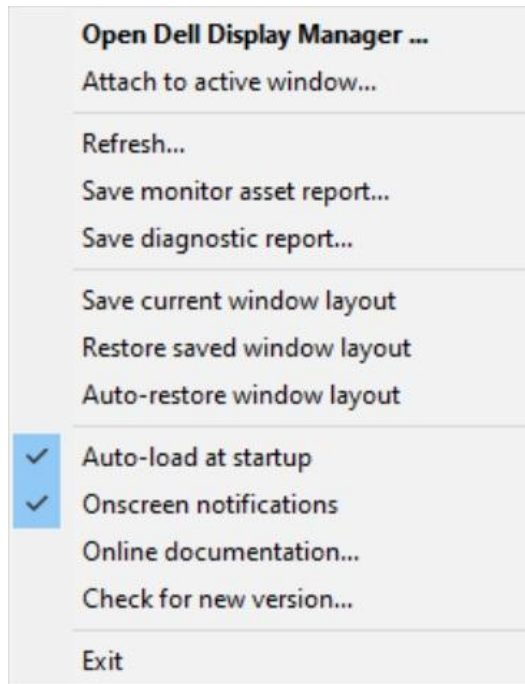 Open Dell Display Manager ...
Attach to active window...
Refresh...
Save monitor asset report...
Save diagnostic report...
Save current window layout
Restore saved window layout
Auto-restore window layout
Auto-load at startup
Onscreen notifications
Online documentation...
Check for new version...
Exit